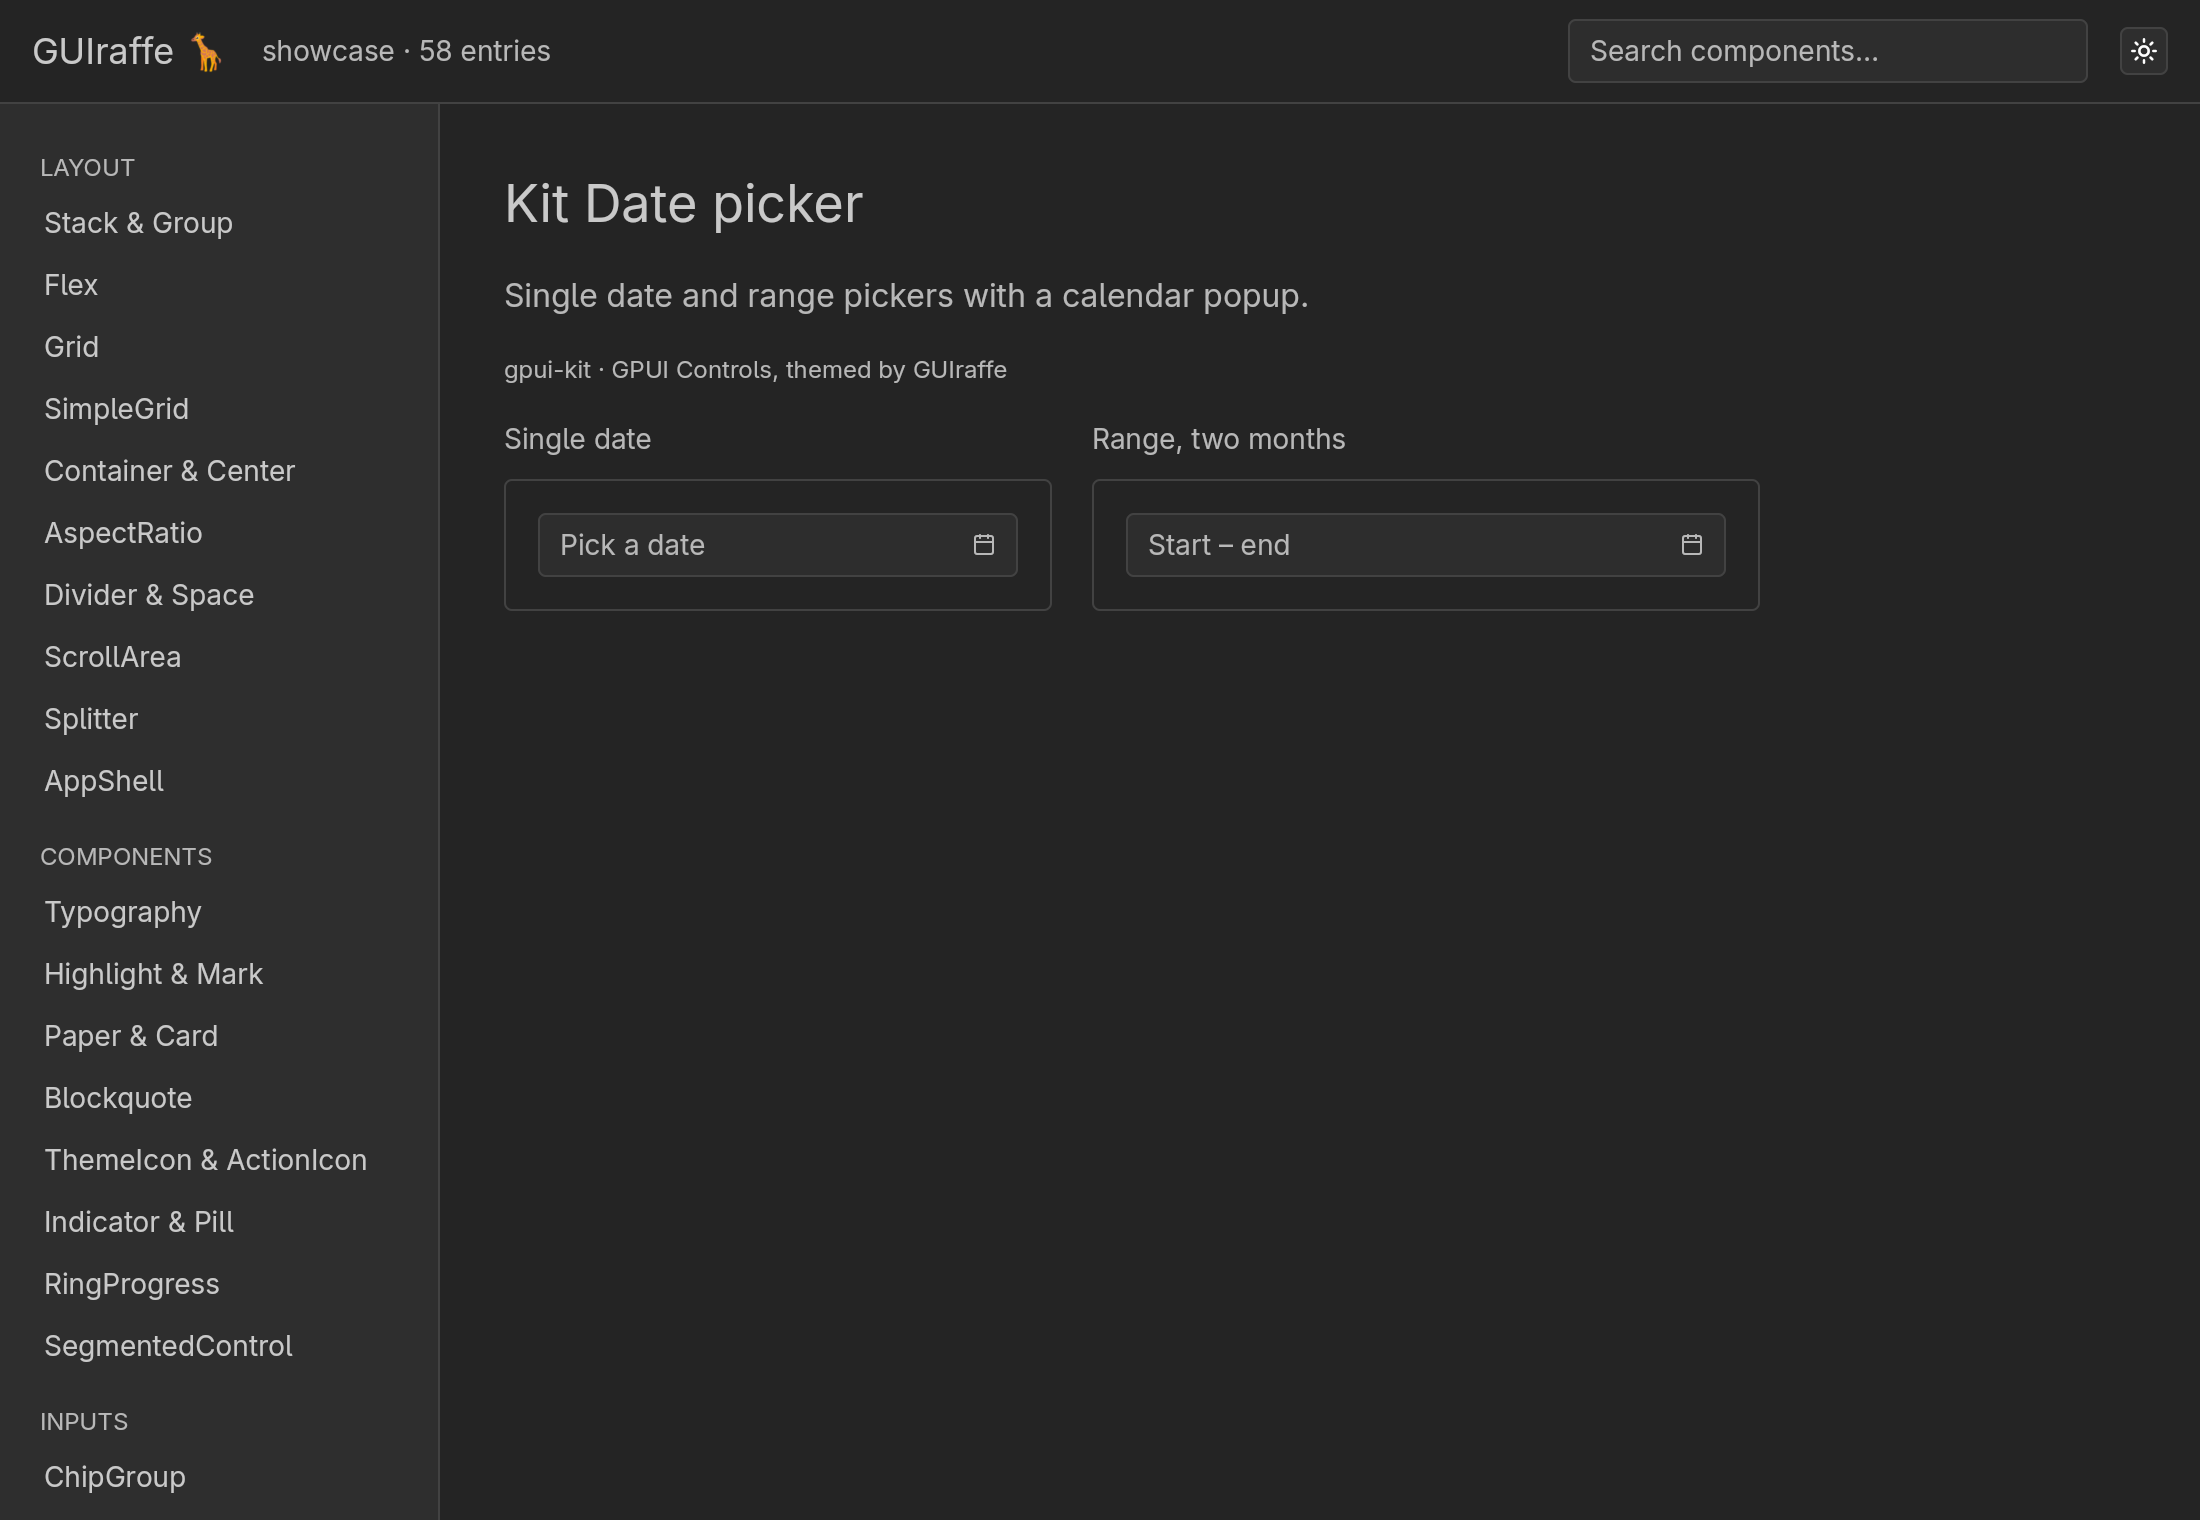 GUIraffe 🦒 showcase · 58 entries
Search components...
LAYOUT
Stack & Group
Flex
Grid
SimpleGrid
Container & Center
AspectRatio
Divider & Space
ScrollArea
Splitter
AppShell
COMPONENTS
Typography
Highlight & Mark
Paper & Card
Blockquote
ThemeIcon & ActionIcon
Indicator & Pill
RingProgress
SegmentedControl
INPUTS
ChipGroup
Kit Date picker
Single date and range pickers with a calendar popup.
gpui-kit · GPUI Controls, themed by GUIraffe
Single date
Pick a date
Range, two months
Start – end